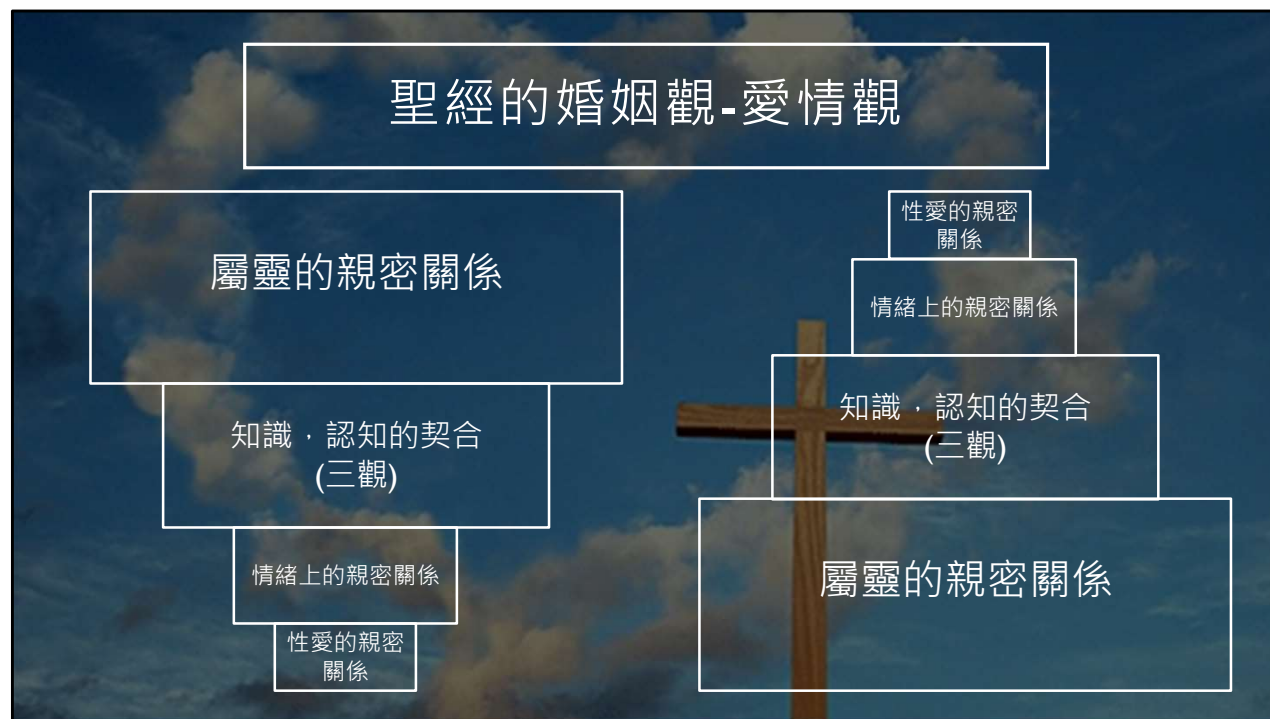 聖經的婚姻觀-愛情觀
屬靈的親密關係
知識，認知的契合
(三觀)
情緒上的親密關係
性愛的親密
關係
性愛的親密
關係
情緒上的親密關係
知識，認知的契合
(三觀)
屬靈的親密關係